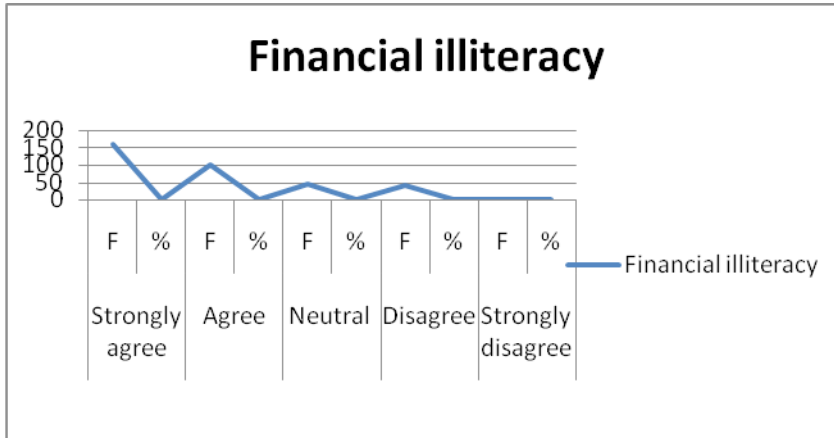 Financial illiteracy
200
150
100
50
0
F % F % F % F % F %
Financial illiteracy
Strongly agree Agree Neutral Disagree Strongly disagree